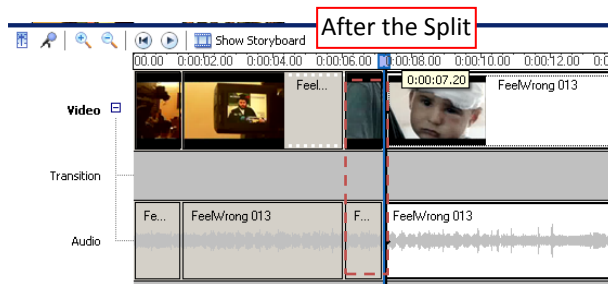 After the Split
Show Storyboard
00.00 0:00:02.00 0:00:04.00 0:00:06.00 0:00:08.00 0:00:10.00 0:00:12.00
0:00:07.20
Video
Feel...
FeelWrong 013
Transition
Audio
Fe...
FeelWrong 013
F...
FeelWrong 013